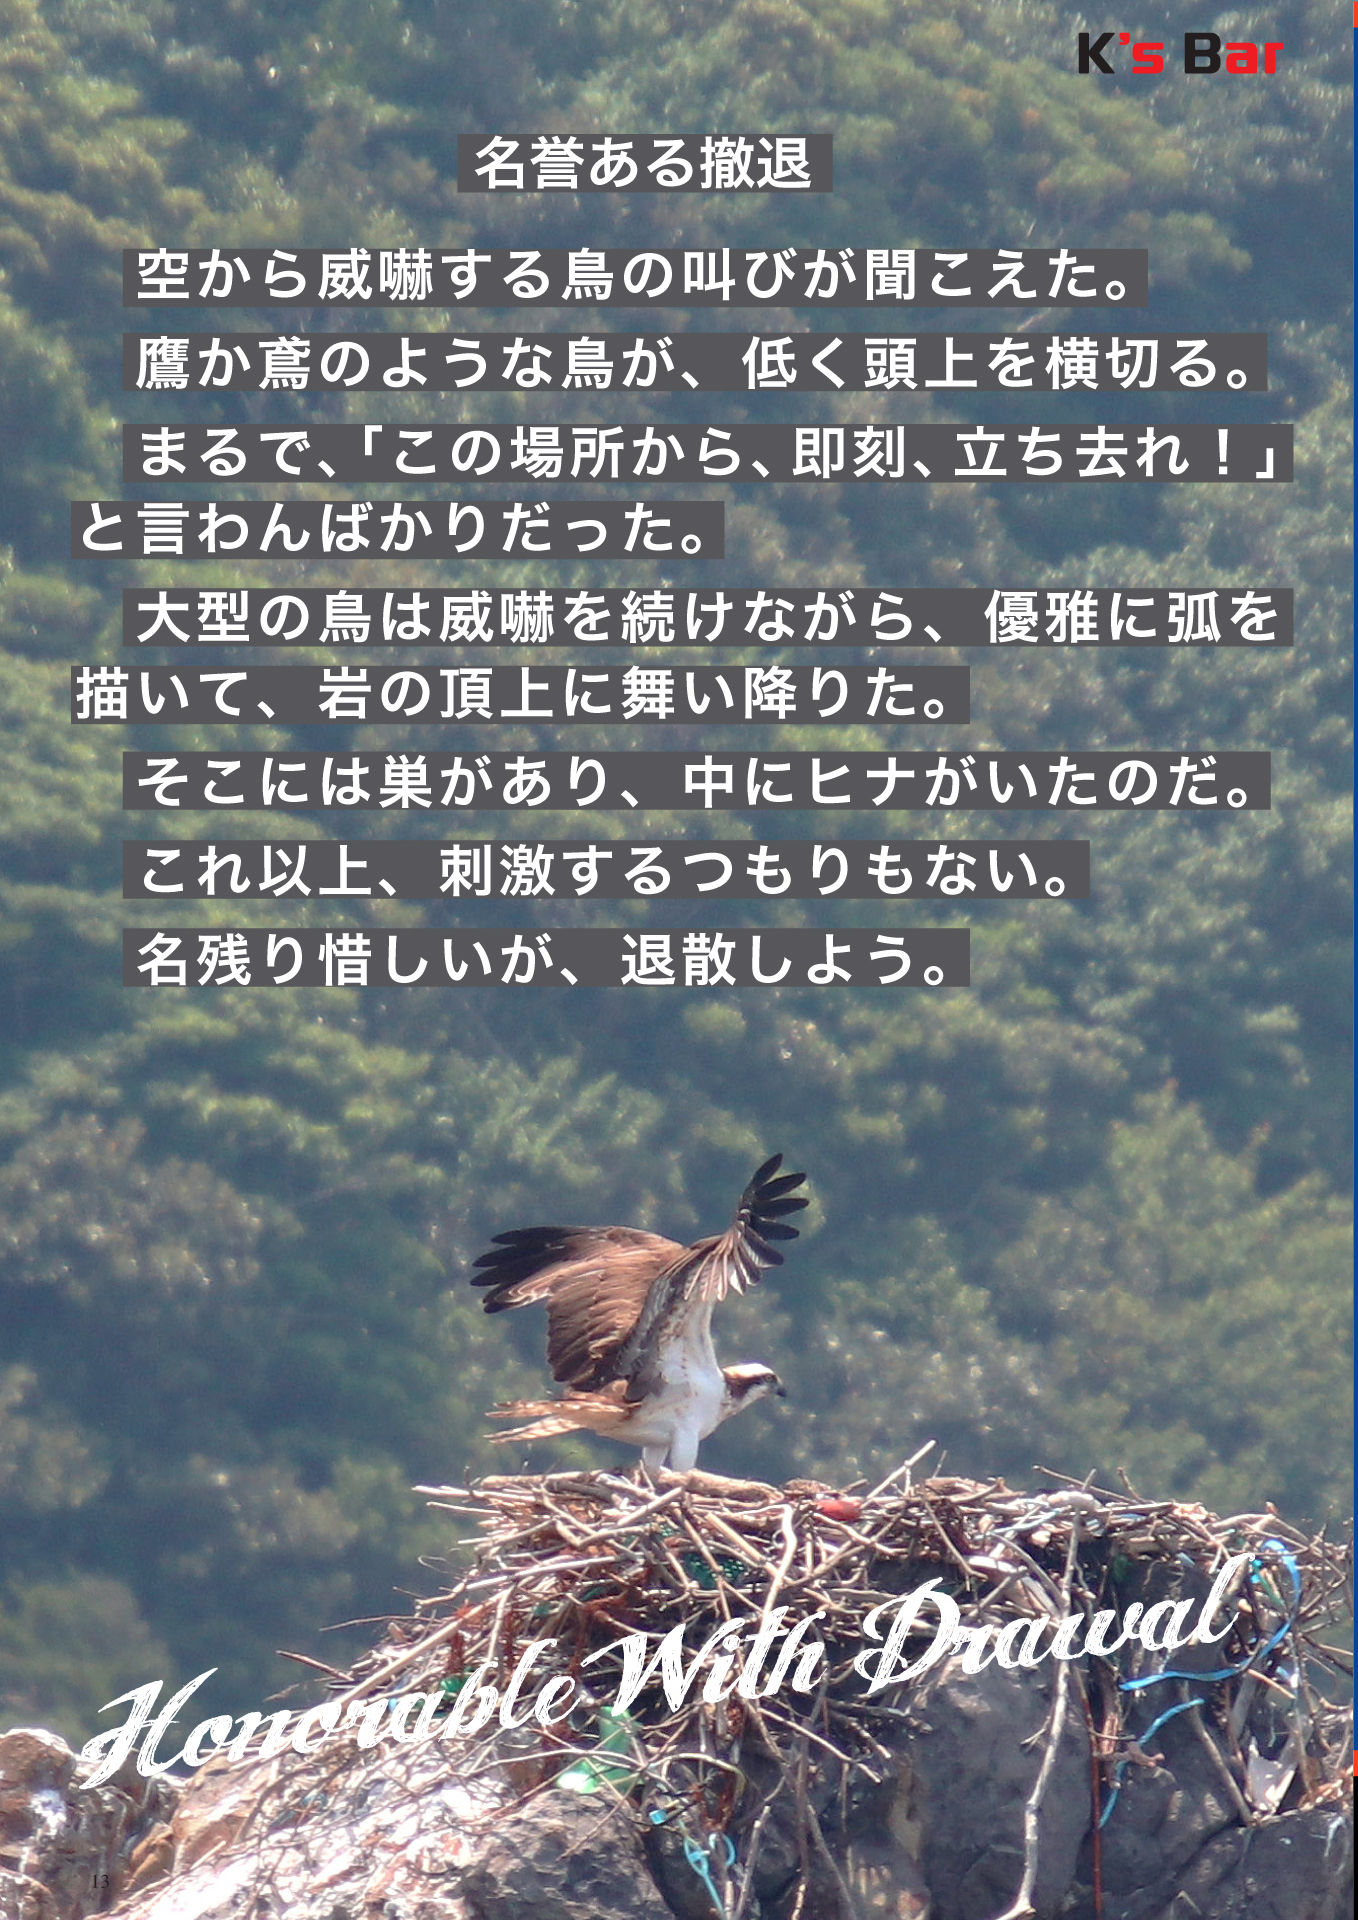 K's Bar
名誉ある撤退
空から威嚇する鳥の叫びが聞こえた。
鷹か鳶のような鳥が、低く頭上を横切る。
まるで、「この場所から、即刻、立ち去れ！」
と言わんばかりだった。
大型の鳥は威嚇を続けながら、優雅に弧を
描いて、岩の頂上に舞い降りた。
そこには巣があり、中にヒナがいたのだ。
これ以上、刺激するつもりもない。
名残り惜しいが、退散しよう。
Honorable With Drawal
13